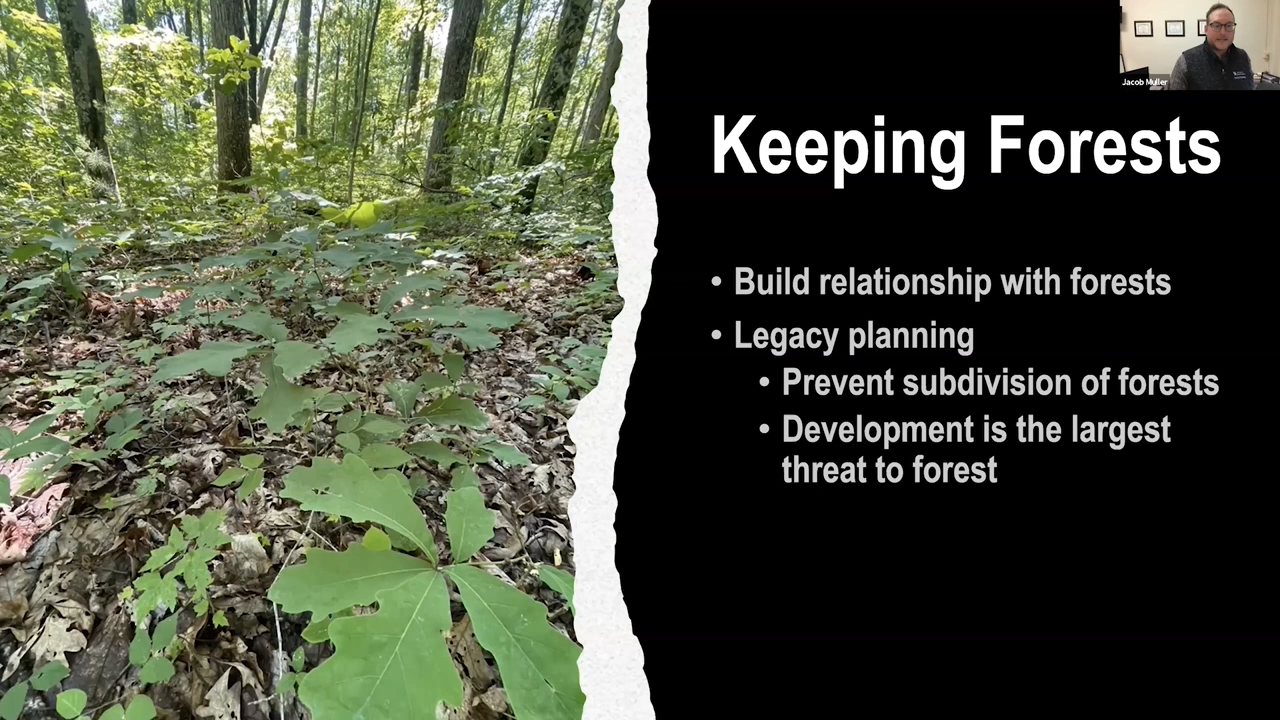 Jacob Muller
Keeping Forests
• Build relationship with forests
• Legacy planning
• Prevent subdivision of forests
• Development is the largest
threat to forest